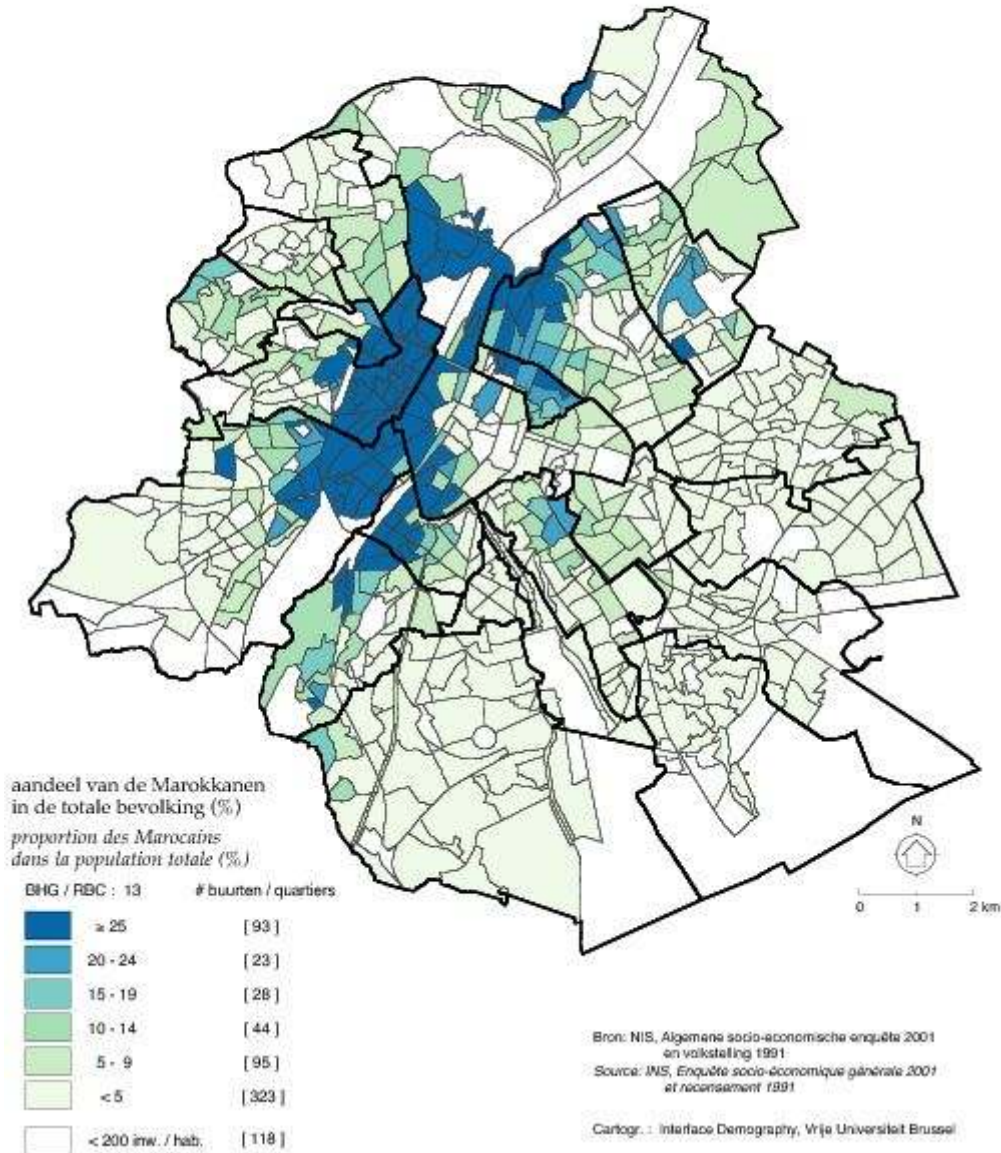 aandeel van de Marokkanen
in de totale bevolking (%)
proportion des Marocains
dans la population totale (%)
BHG / RBC : 13 # buurten / quartiers
≥ 25 [ 93 ]
20 - 24 [ 23 ]
15 - 19 [ 28 ]
10 - 14 [ 44 ]
5 - 9 [ 95 ]
< 5 [ 323 ]
< 200 inw. / hab. [ 118 ]
N
0 1 2 km
Bron: NIS, Algemene socio-economische enquête 2001
en volkstelling 1991
Source: INS, Enquête socio-économique générale 2001
et recensement 1991
Cartogr. : Interface Demography, Vrije Universiteit Brussel